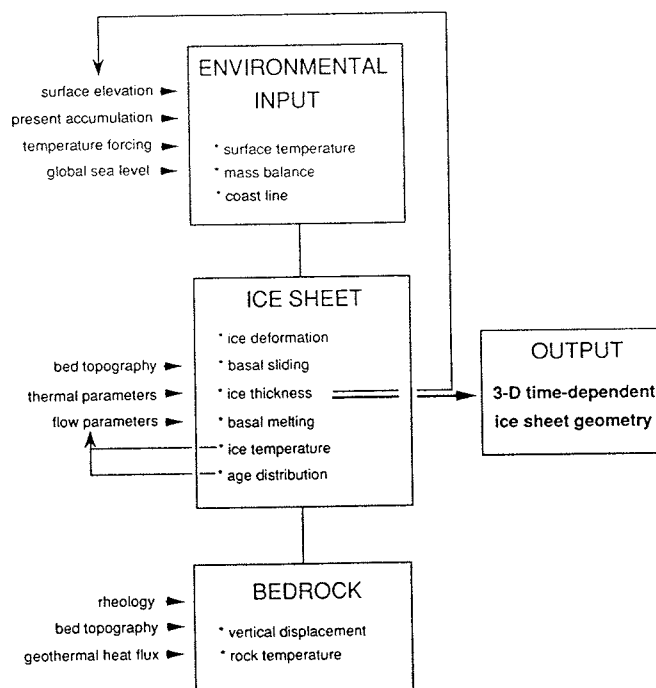 ENVIRONMENTAL
INPUT
surface elevation
present accumulation
temperature forcing
global sea level
* surface temperature
* mass balance
* coast line
ICE SHEET
* ice deformation
* basal sliding
* ice thickness
* basal melting
* ice temperature
* age distribution
bed topography
thermal parameters
flow parameters
OUTPUT
3-D time-dependent
ice sheet geometry
BEDROCK
rheology
bed topography
geothermal heat flux
* vertical displacement
* rock temperature